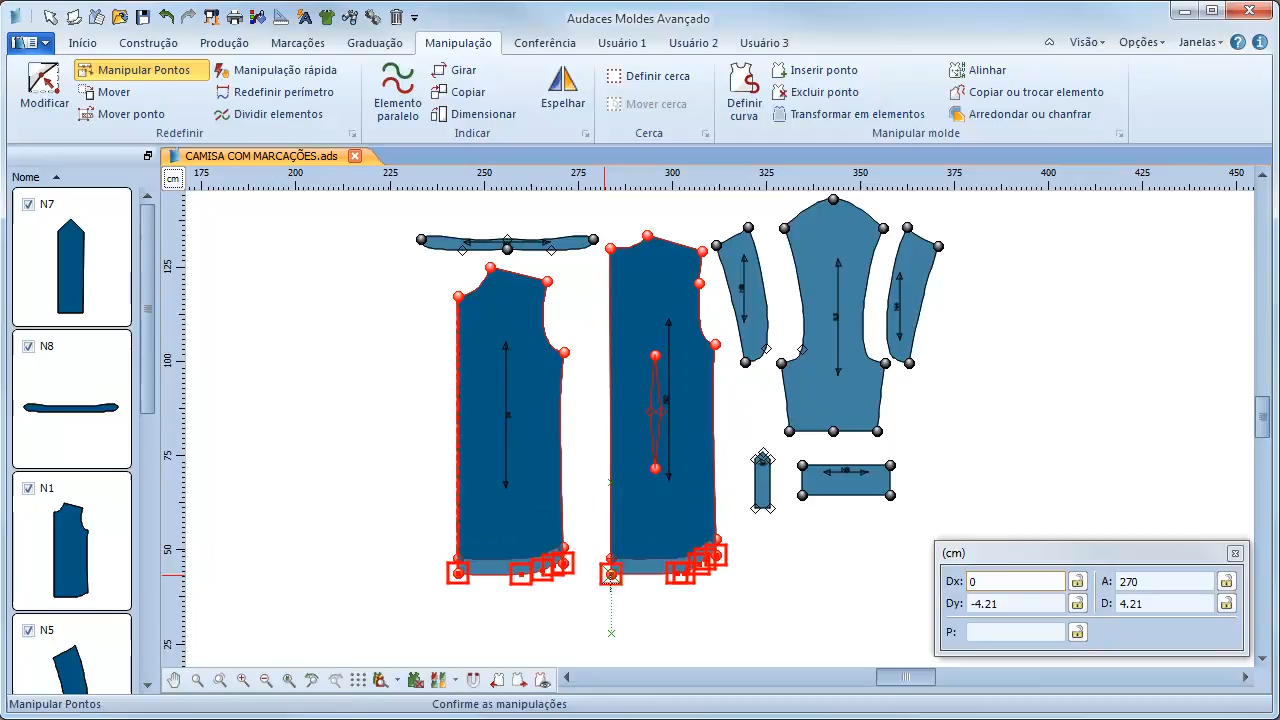 Audaces Moldes Avançado
Início Construção Produção Marcações Graduação Manipulação Conferência Usuário 1 Usuário 2 Usuário 3 Visão Opções Janelas
Modificar
Manipular Pontos
Mover
Mover ponto
Manipulação rápida
Redefinir perímetro
Dividir elementos
Redefinir
Elemento paralelo
Girar
Copiar
Dimensionar
Espelhar
Indicar
Definir cerca
Mover cerca
Cerca
Definir curva
Inserir ponto
Excluir ponto
Transformar em elementos
Alinhar
Copiar ou trocar elemento
Arredondar ou chanfrar
Manipular molde
CAMISA COM MARCAÇÕES.ads
Nome
cm 175 200 225 250 275 300 325 350 375 400 425 450
125
100
75
50
25
N7
N8
N1
N5
(cm)
Dx: 0 A: 270
Dy: -4.21 D: 4.21
P:
Manipular Pontos Confirme as manipulações